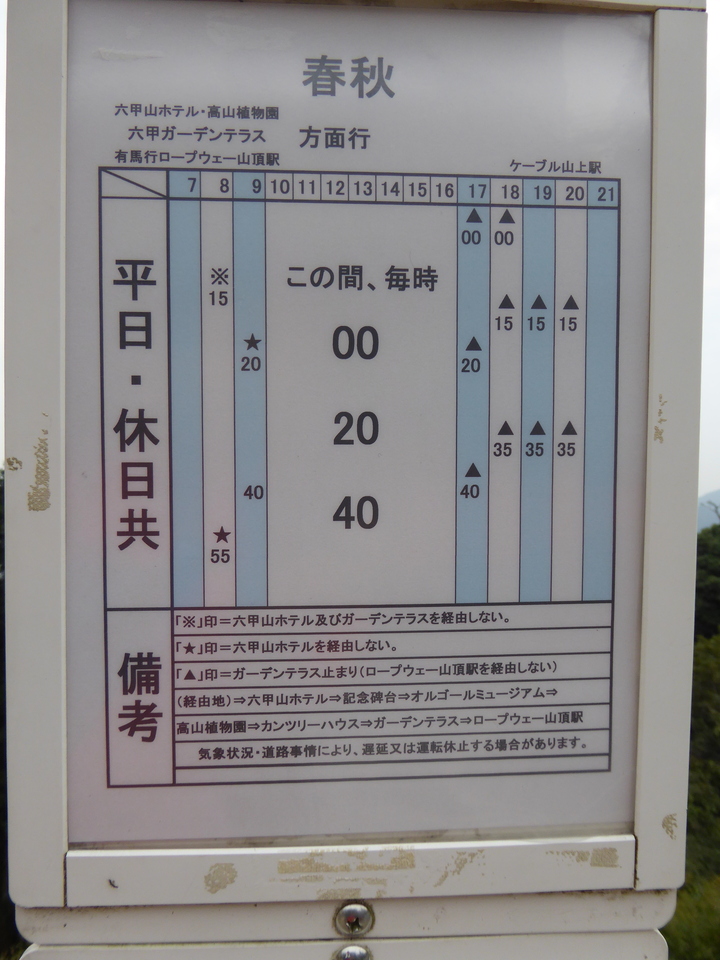 春秋
六甲山ホテル・高山植物園
六甲ガーデンテラス 方面行
有馬行ロープウェー山頂駅
ケーブル山上駅
7 8 9 10 11 12 13 14 15 16 17 18 19 20 21
▲ ▲
00 00
平日・休日共
※ この間、毎時
15
▲ ▲ ▲
15 15 15
★ 00 ▲
20 20
20 ▲ ▲ ▲
35 35 35
▲
40 40 40
★
55
備考
「※」印=六甲山ホテル及びガーデンテラスを経由しない。
「★」印=六甲山ホテルを経由しない。
「▲」印=ガーデンテラス止まり(ロープウェー山頂駅を経由しない)
(経由地)⇒六甲山ホテル⇒記念碑台⇒オルゴールミュージアム⇒
高山植物園⇒カンツリーハウス⇒ガーデンテラス⇒ロープウェー山頂駅
気象状況・道路事情により、遅延又は運転休止する場合があります。